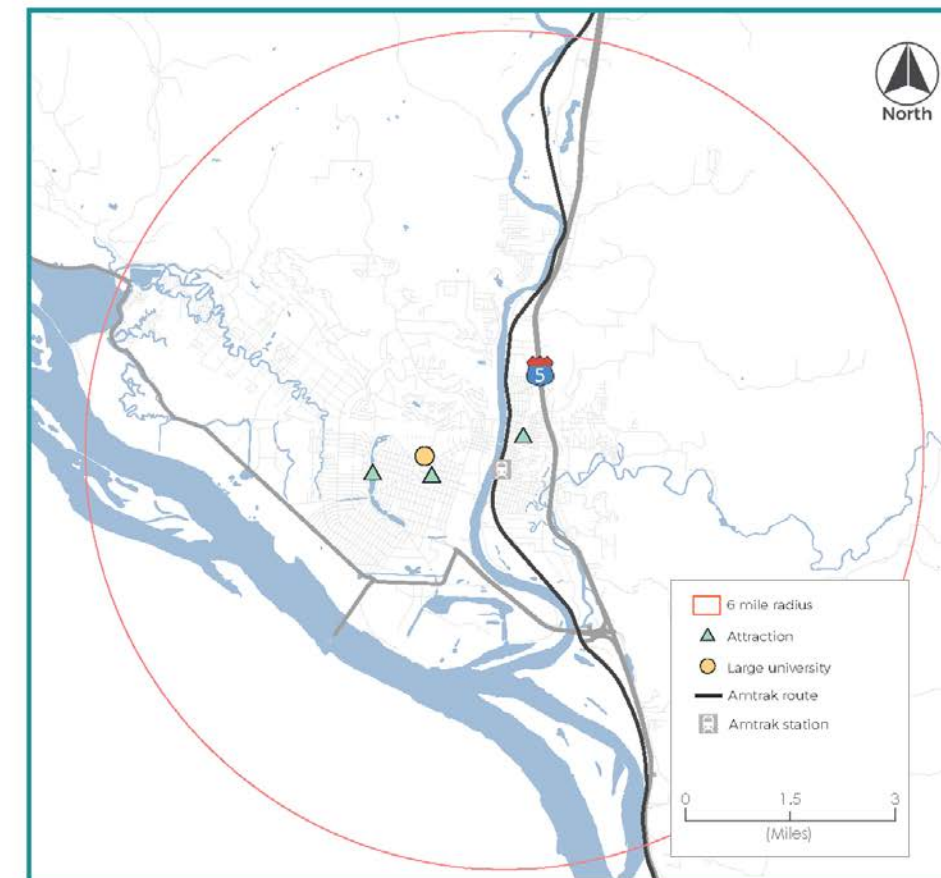 North
5
6 mile radius
Attraction
Large university
Amtrak route
Amtrak station
0 1.5 3
(Miles)